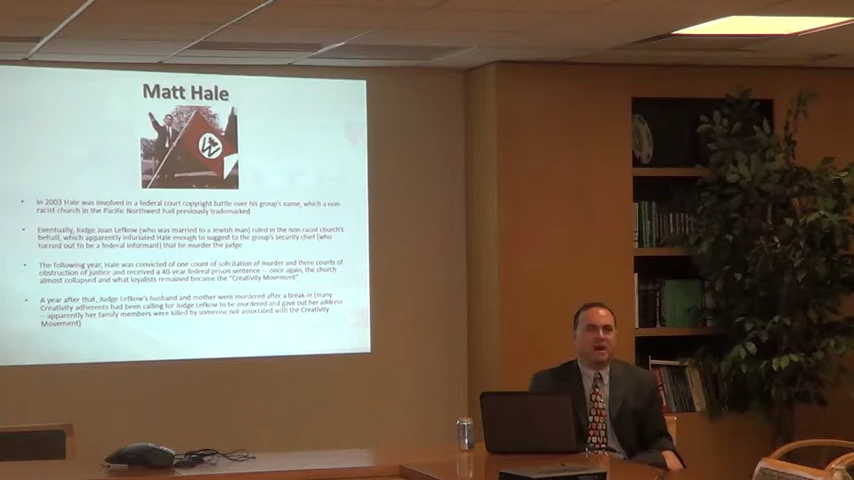 Matt Hale
W
• In 2003 Hale was involved in a federal court copyright battle over his group's name, which a non-
racist church in the Pacific Northwest had previously trademarked
• Eventually, Judge Joan Lefkow (who was married to a Jewish man) ruled in the non-racist church's
behalf, which apparently infuriated Hale enough to suggest to the group's security chief (who
turned out to be a federal informant) that he murder the judge
• The following year, Hale was convicted of one count of solicitation of murder and three counts of
obstruction of justice and received a 40-year federal prison sentence – once again, the church
almost collapsed and what loyalists remained became the "Creativity Movement"
• A year after that, Judge Lefkow's husband and mother were murdered after a break-in (many
Creativity adherents had been calling for Judge Lefkow to be murdered and gave out her address
– apparently her family members were killed by someone not associated with the Creativity
Movement)